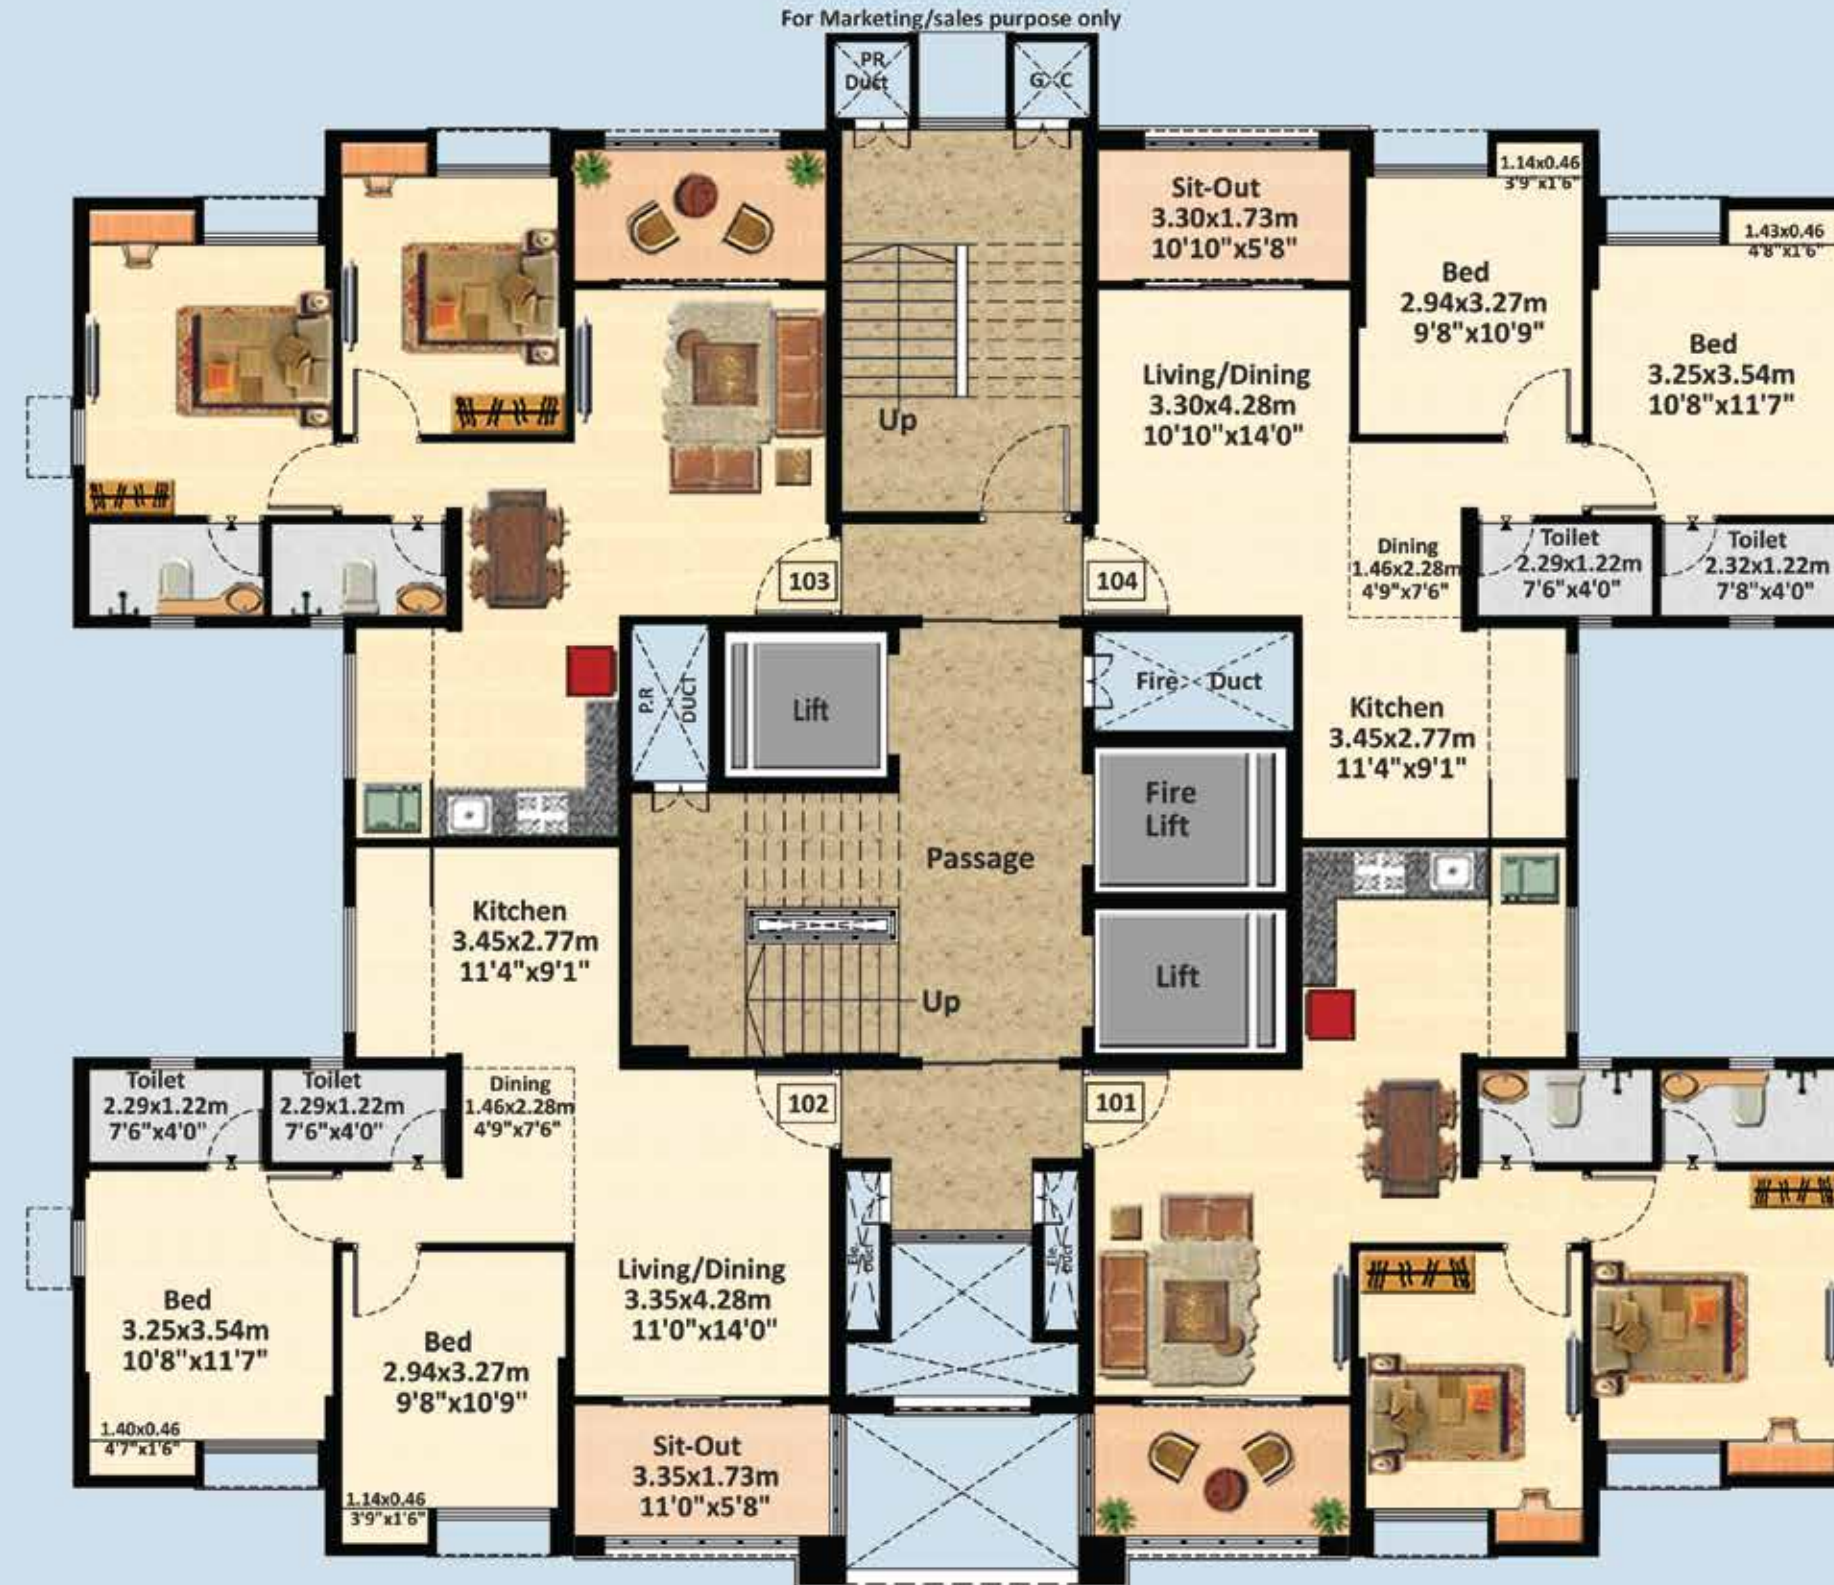 For Marketing/sales purpose only
PR
Duct
G C
Sit-Out
3.30x1.73m
10'10"x5'8"
1.14x0.46
3'9"x1'6"
1.43x0.46
4'8"x1'6"
Bed
2.94x3.27m
9'8"x10'9"
Bed
3.25x3.54m
10'8"x11'7"
Living/Dining
3.30x4.28m
10'10"x14'0"
Up
103
104
Dining
1.46x2.28m
4'9"x7'6"
Toilet
2.29x1.22m
7'6"x4'0"
Toilet
2.32x1.22m
7'8"x4'0"
P.R
DUCT
Lift
Fire Duct
Kitchen
3.45x2.77m
11'4"x9'1"
Fire
Lift
Passage
Kitchen
3.45x2.77m
11'4"x9'1"
Lift
Up
Toilet
2.29x1.22m
7'6"x4'0"
Toilet
2.29x1.22m
7'6"x4'0"
Dining
1.46x2.28m
4'9"x7'6"
102
101
Ele.
Duct
Ele.
Duct
Living/Dining
3.35x4.28m
11'0"x14'0"
Bed
3.25x3.54m
10'8"x11'7"
Bed
2.94x3.27m
9'8"x10'9"
1.40x0.46
4'7"x1'6"
Sit-Out
3.35x1.73m
11'0"x5'8"
1.14x0.46
3'9"x1'6"